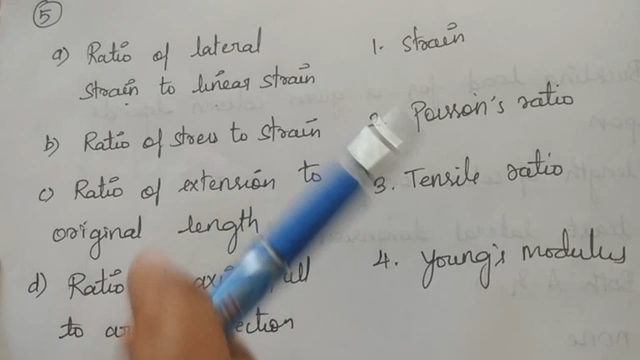 5
a) Ratio of lateral
strain to linear strain
b) Ratio of stress to strain
c) Ratio of extension to
original length
d) Ratio
to
1. Strain
Poisson's ratio
3. Tensile ratio
4. Young's modulus